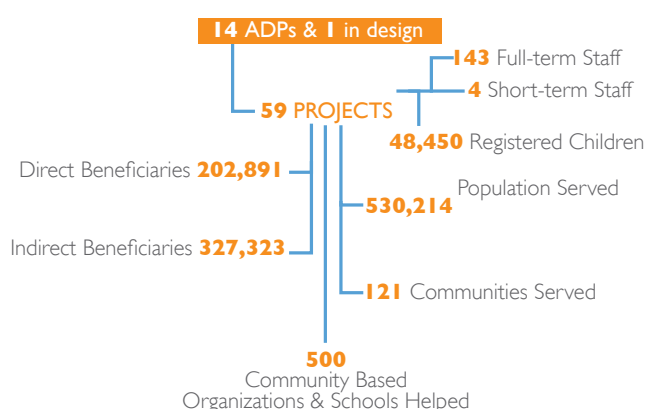 14 ADPs & 1 in design
143 Full-term Staff
4 Short-term Staff
59 PROJECTS
48,450 Registered Children
Direct Beneficiaries 202,891
Population Served
530,214
Indirect Beneficiaries 327,323
121 Communities Served
500
Community Based
Organizations & Schools Helped